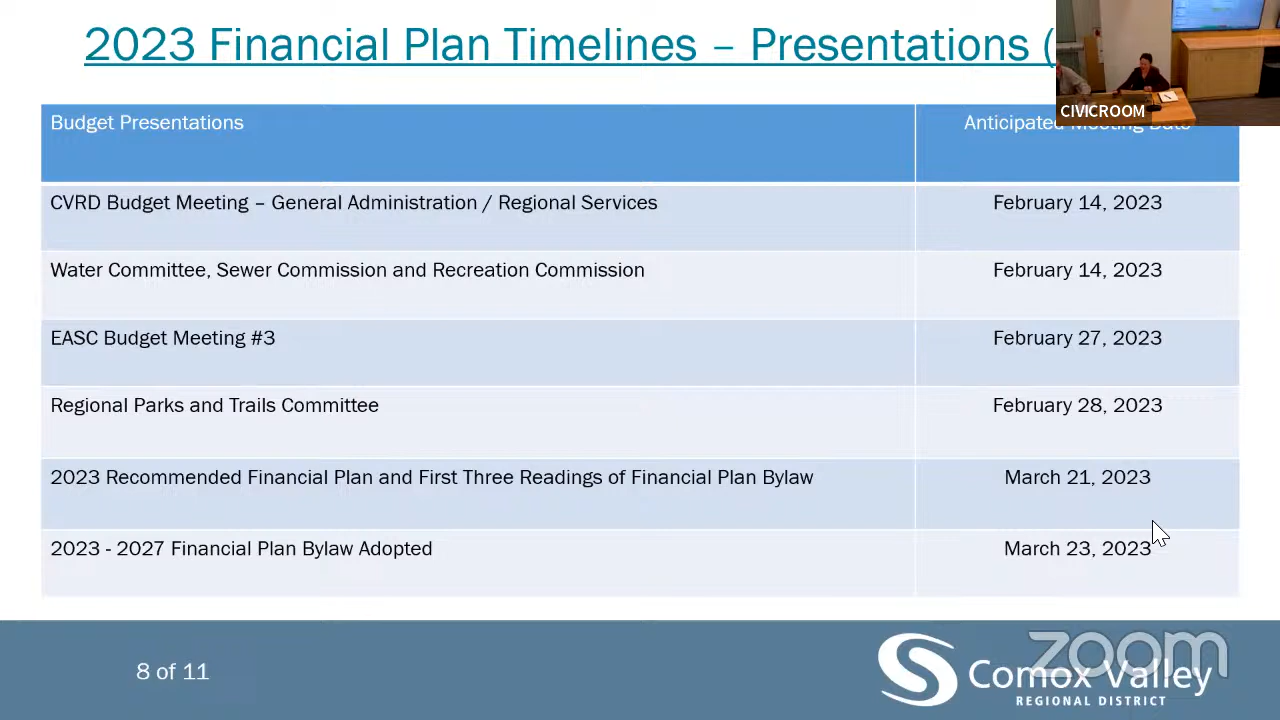 2023 Financial Plan Timelines – Presentations (
CIVICROOM
Budget Presentations
Anticipated Meeting Date
CVRD Budget Meeting – General Administration / Regional Services
February 14, 2023
Water Committee, Sewer Commission and Recreation Commission
February 14, 2023
EASC Budget Meeting #3
February 27, 2023
Regional Parks and Trails Committee
February 28, 2023
2023 Recommended Financial Plan and First Three Readings of Financial Plan Bylaw
March 21, 2023
2023 - 2027 Financial Plan Bylaw Adopted
March 23, 2023
8 of 11
zoom
Comox Valley
REGIONAL DISTRICT